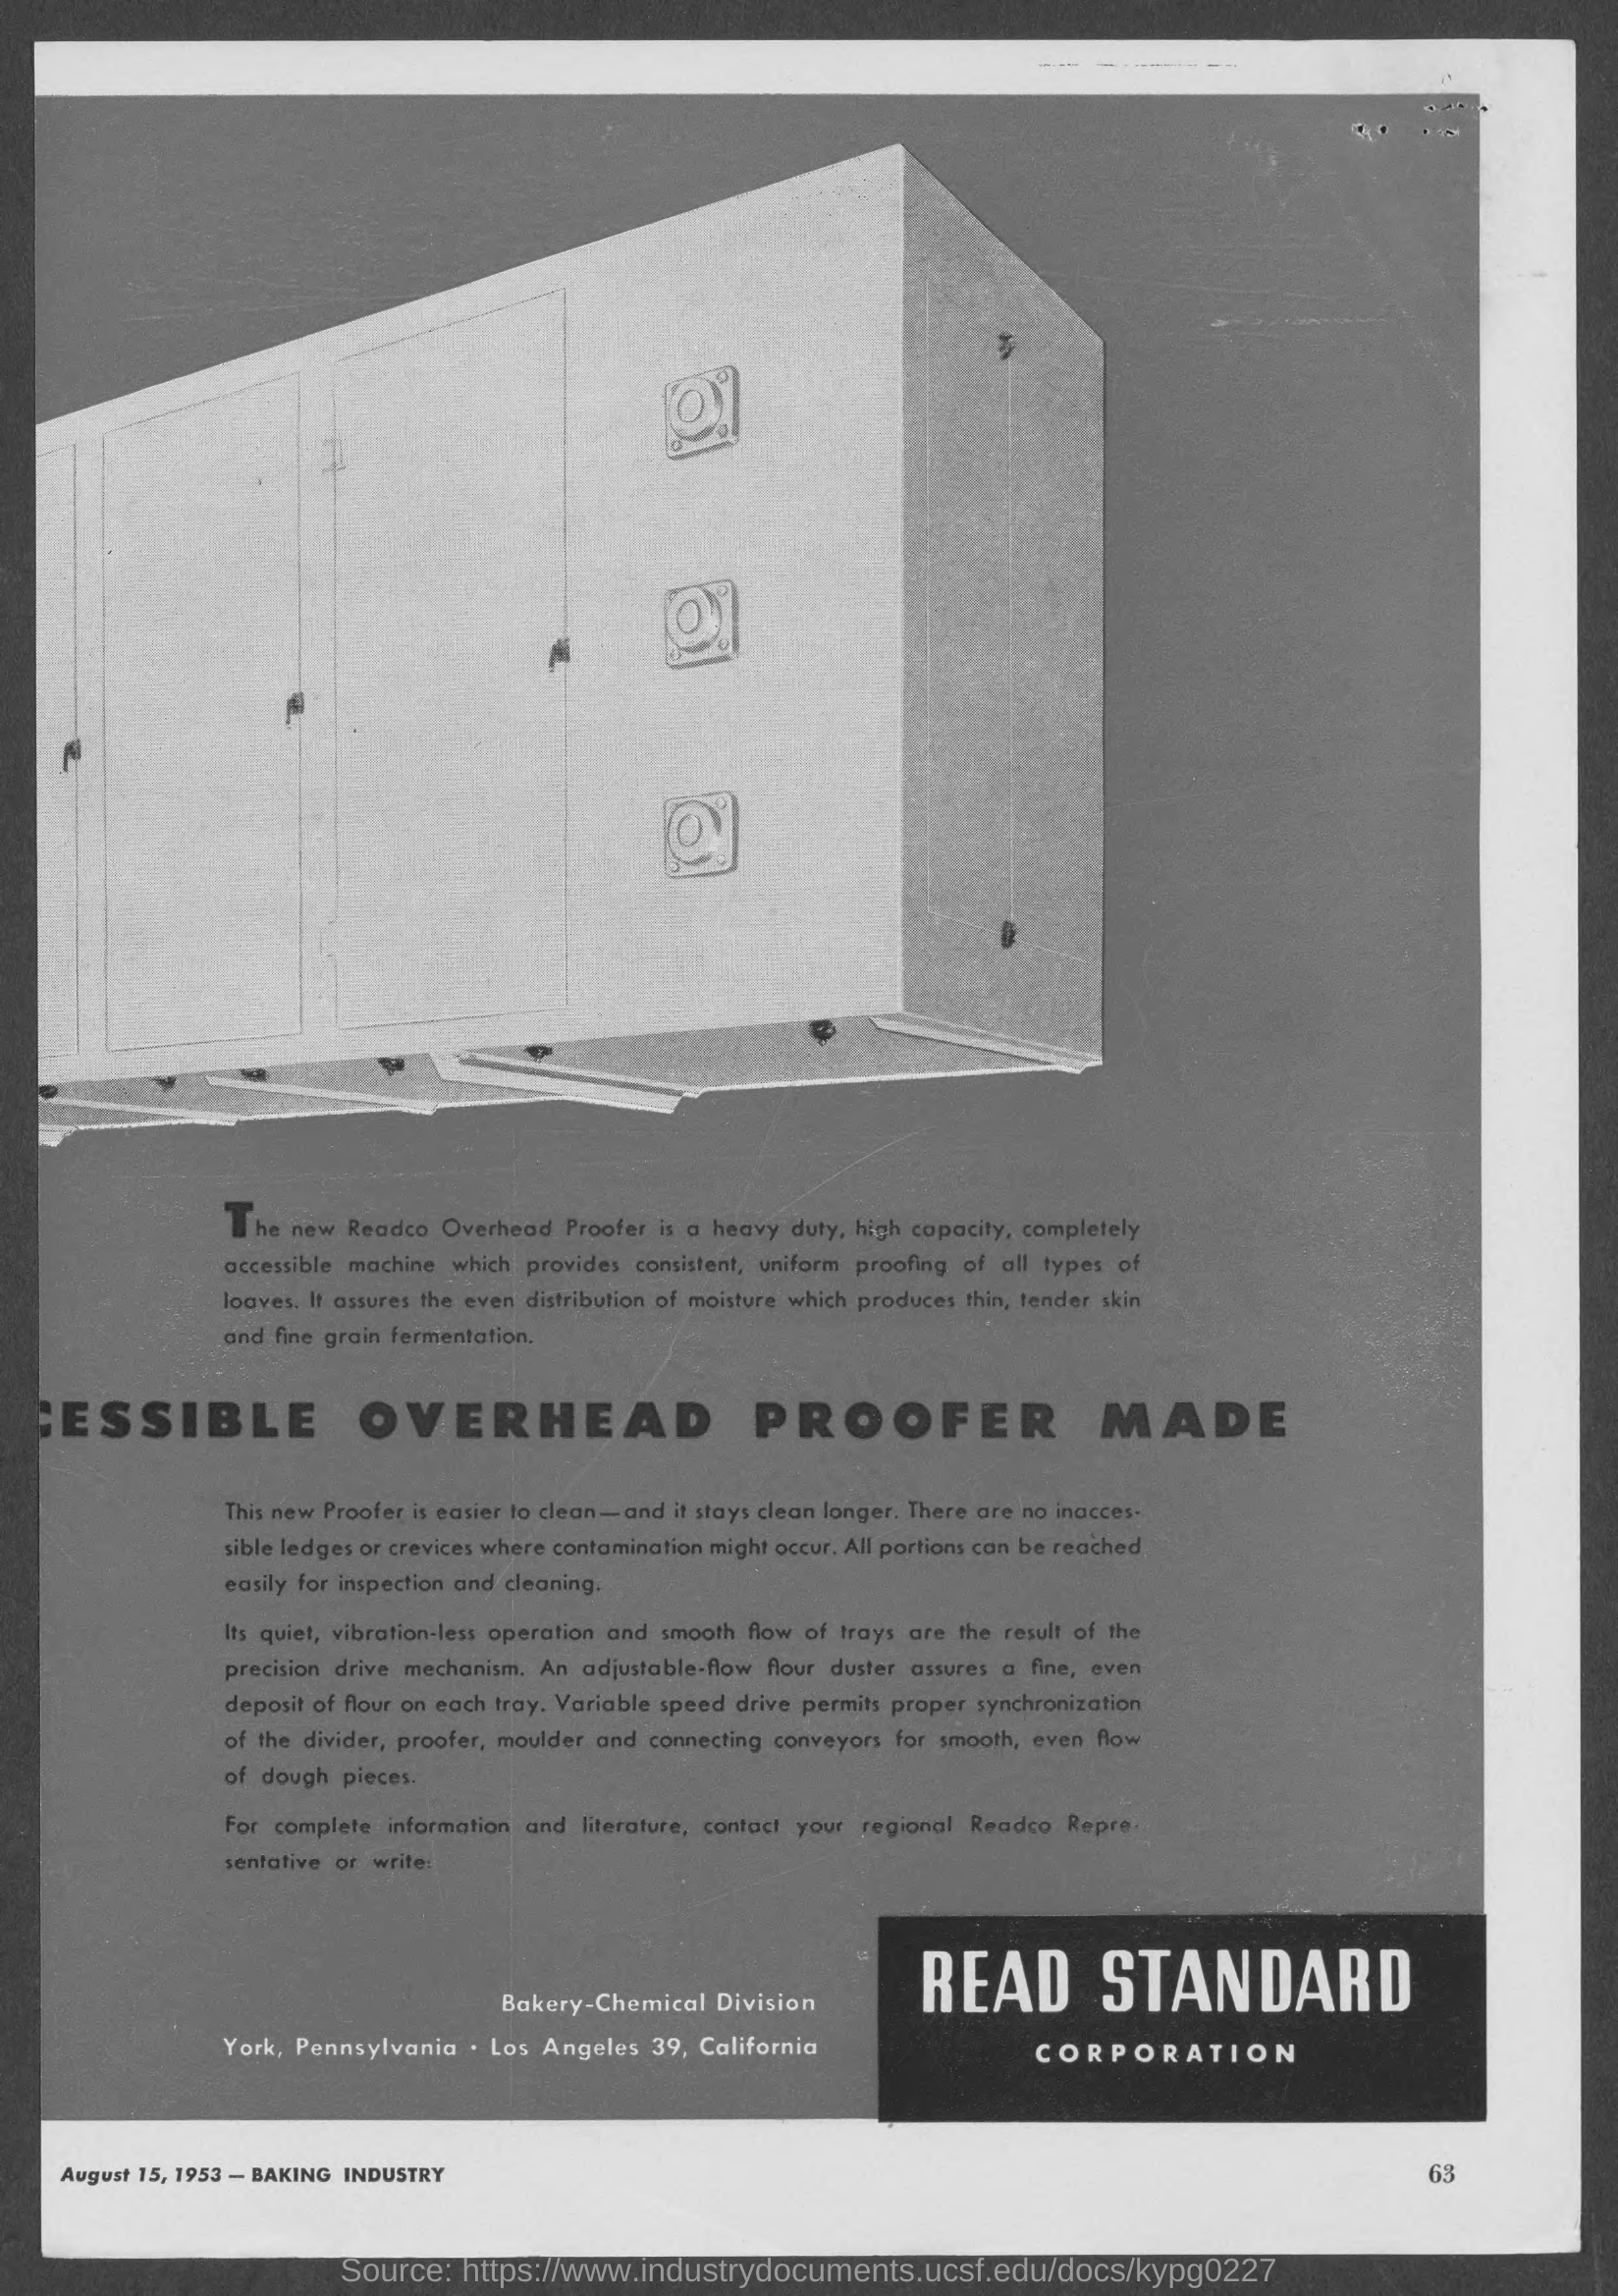 The new Readco Overhead Proofer is a heavy duty, high capacity, completely
accessible machine which provides consistent, uniform proofing of all types of
loaves. It assures the even distribution of moisture which produces thin, tender skin
and fine grain fermentation.
CESSIBLE OVERHEAD PROOFER MADE
This new Proofer is easier to clean—and it stays clean longer. There are no inacces-
sible ledges or crevices where contamination might occur. All portions can be reached
easily for inspection and cleaning.
Its quiet, vibration-less operation and smooth flow of trays are the result of the
precision drive mechanism. An adjustable-flow flour duster assures a fine, even
deposit of flour on each tray. Variable speed drive permits proper synchronization
of the divider, proofer, moulder and connecting conveyors for smooth, even flow
of dough pieces.
For complete information and literature, contact your regional Readco Repre-
sentative or write:
Bakery-Chemical Division
York, Pennsylvania • Los Angeles 39, California
READ STANDARD
CORPORATION
August 15, 1953 — BAKING INDUSTRY
63
Source: https://www.industrydocuments.ucsf.edu/docs/kypg0227